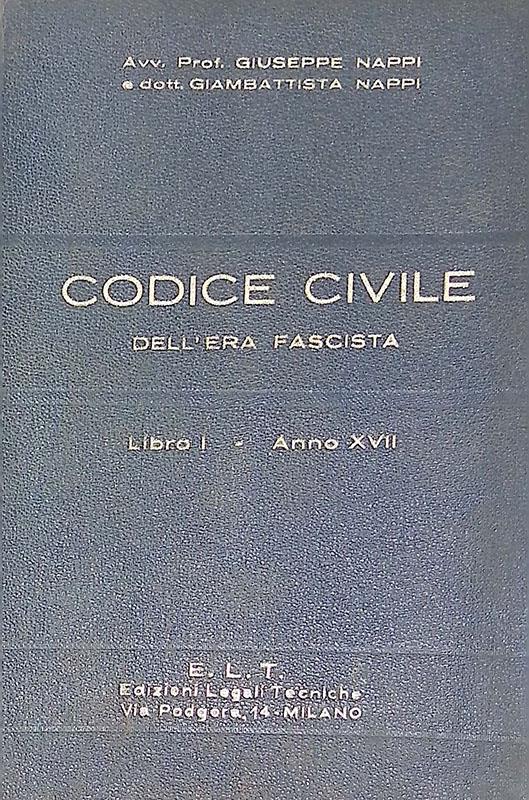 Avv. Prof. GIUSEPPE NAPPI
e dott. GIAMBATTISTA NAPPI
CODICE CIVILE
DELL'ERA FASCISTA
Libro I - Anno XVII
E. L. T.
Edizioni Legali Tecniche
Via Podgora, 14 - MILANO